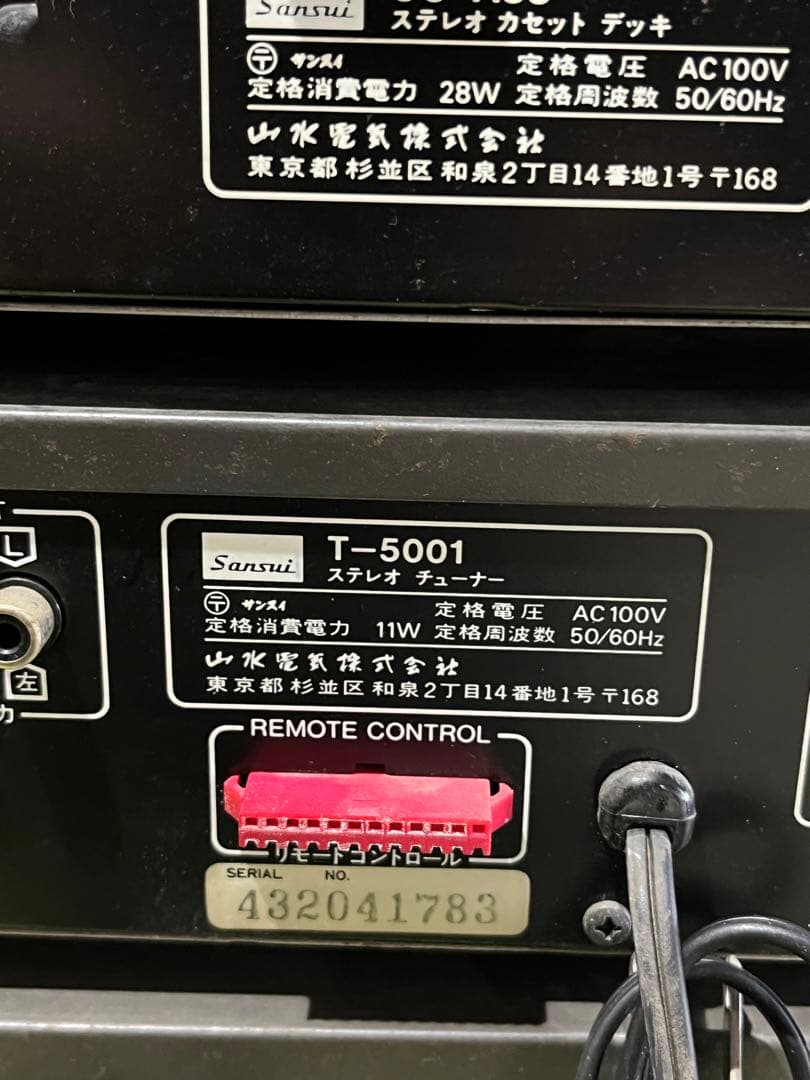 Sansui
ステレオ カセット デッキ
〒 サンスイ 定格電圧 AC100V
定格消費電力 28W 定格周波数 50/60Hz
山水電気株式会社
東京都杉並区和泉2丁目14番地1号〒168
L
左
力
Sansui T-5001
ステレオ チューナー
〒 サンスイ 定格電圧 AC100V
定格消費電力 11W 定格周波数 50/60Hz
山水電気株式会社
東京都杉並区和泉2丁目14番地1号〒168
REMOTE CONTROL
リモートコントロール
SERIAL NO.
432041783